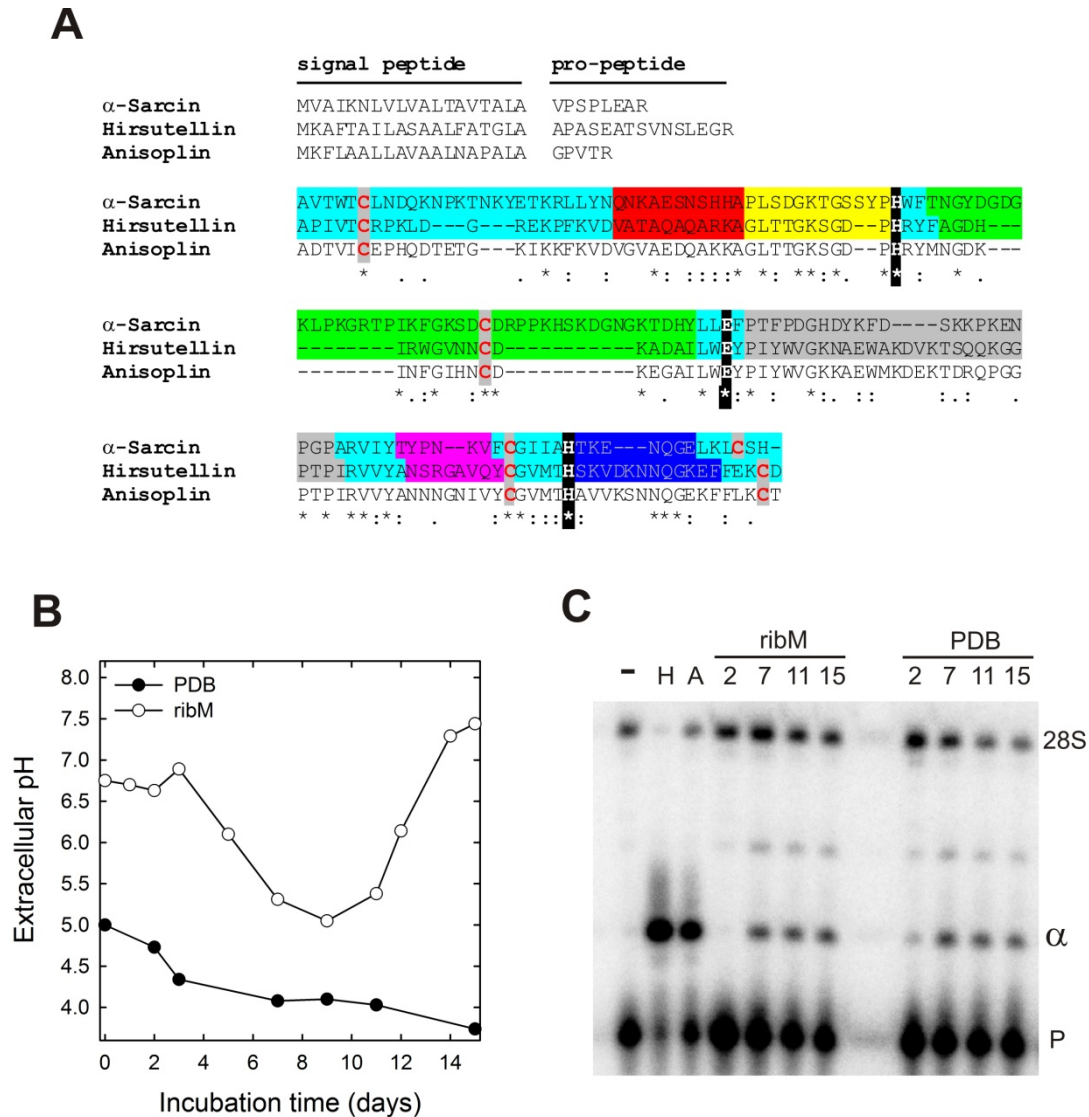 A
signal peptide pro-peptide
α-Sarcin MVAIKNLVLVALTAVTALA VPSPLEAR
Hirsutellin MKAFTAILASAALFATGLA APASEATSVNSLEGR
Anisoplin MKFLAALLAVAALNAPALA GPVTR
α-Sarcin AVTWTCLNDQKNPKTNKYETKRLLYNQNKAESNSHHAPLSDGKTGSSYPHWFTNGYDGDG
Hirsutellin APIVTCRPKLD---G--REKPFKVDVATAQAQARKAGLTTGKSGD--PHRYFAGDH---
Anisoplin ADTVICEPHQDTETG---KIKKFKVDVGVAEDQAKKAGLTTGKSGD--PHRYMNGDK---
* . . . * : : * : : : * * * * : * . * * * : * .
α-Sarcin KLPKGRTPIKFGKSDCDRPPKHSKDGNGKTDHYLLEFPTFPDGHDYKFD----SKKPKEN
Hirsutellin --------IRWGVNNCD-----------KADAILWEYPIYWVGKNAEWAKDVKTSQQKGG
Anisoplin --------INFGIHNCD-----------KEGAILWEYPIYWVGKKAEWMKDEKTDRQPGG
*.:* ** * . * *:* : *:. :: : . : .
α-Sarcin PGPARVIYTYPN--KVFCGIIAHTKE---NQGELKLCSH-
Hirsutellin PTPIRVVYANSRGAVQYCGVMTHSKVDKNNQGKEFFEKCD
Anisoplin PTPIRVVYANNNGNIVYCGVMTHAVVKSNNQGEKFFLKCT
* * **:*: . :**:::* ***: : .
B
PDB
ribM
Extracellular pH
8.0
7.5
7.0
6.5
6.0
5.5
5.0
4.5
4.0
0 2 4 6 8 10 12 14
Incubation time (days)
C
ribM PDB
- H A 2 7 11 15 2 7 11 15
28S
α
P